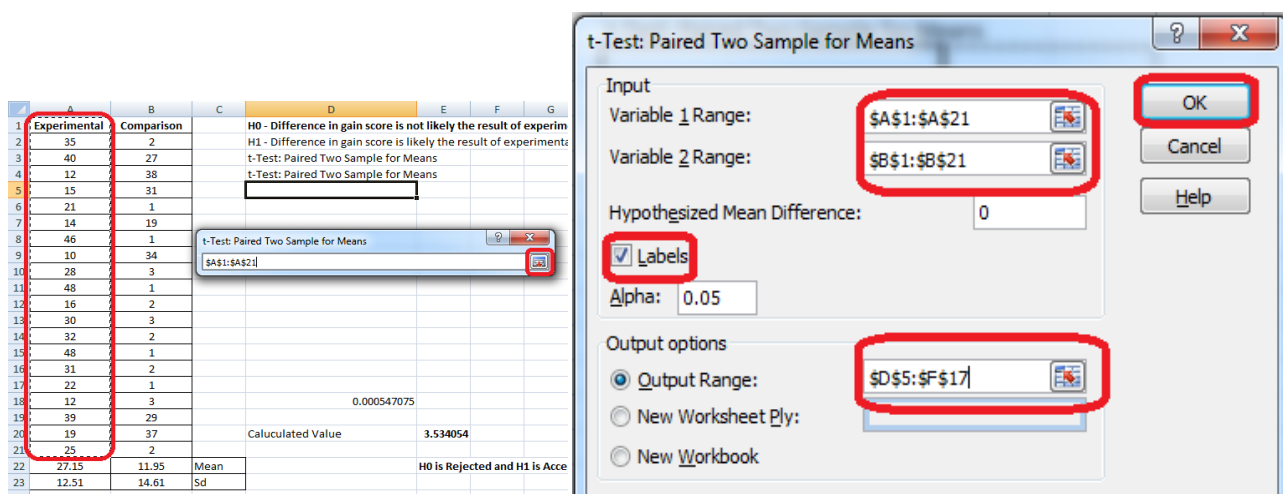 A B C D E F G
1 Experimental Comparison H0 - Difference in gain score is not likely the result of experim
2 35 2 H1 - Difference in gain score is likely the result of experimenta
3 40 27 t-Test: Paired Two Sample for Means
4 12 38 t-Test: Paired Two Sample for Means
5 15 31
6 21 1
7 14 19
8 46 1
9 10 34
10 28 3
11 48 1
12 16 2
13 30 3
14 32 2
15 48 1
16 31 2
17 22 1
18 12 3 0.000547075
19 39 29
20 19 37 Caluculated Value 3.534054
21 25 2
22 27.15 11.95 Mean H0 is Rejected and H1 is Acce
23 12.51 14.61 Sd
t-Test: Paired Two Sample for Means
$A$1:$A$21
t-Test: Paired Two Sample for Means
Input
Variable 1 Range: $A$1:$A$21
Variable 2 Range: $B$1:$B$21
Hypothesized Mean Difference: 0
Labels
Alpha: 0.05
Output options
Output Range: $D$5:$F$17
New Worksheet Ply:
New Workbook
OK
Cancel
Help